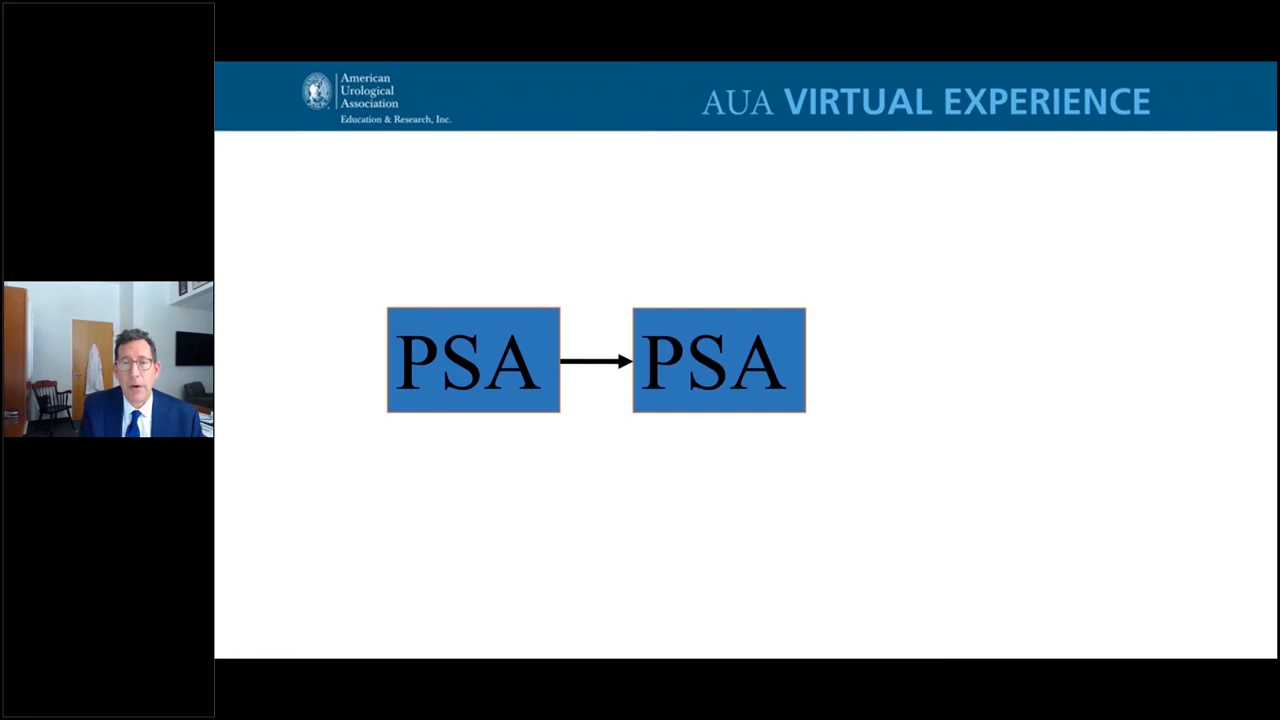 American
Urological
Association
Education & Research, Inc.
AUA VIRTUAL EXPERIENCE
PSA
PSA